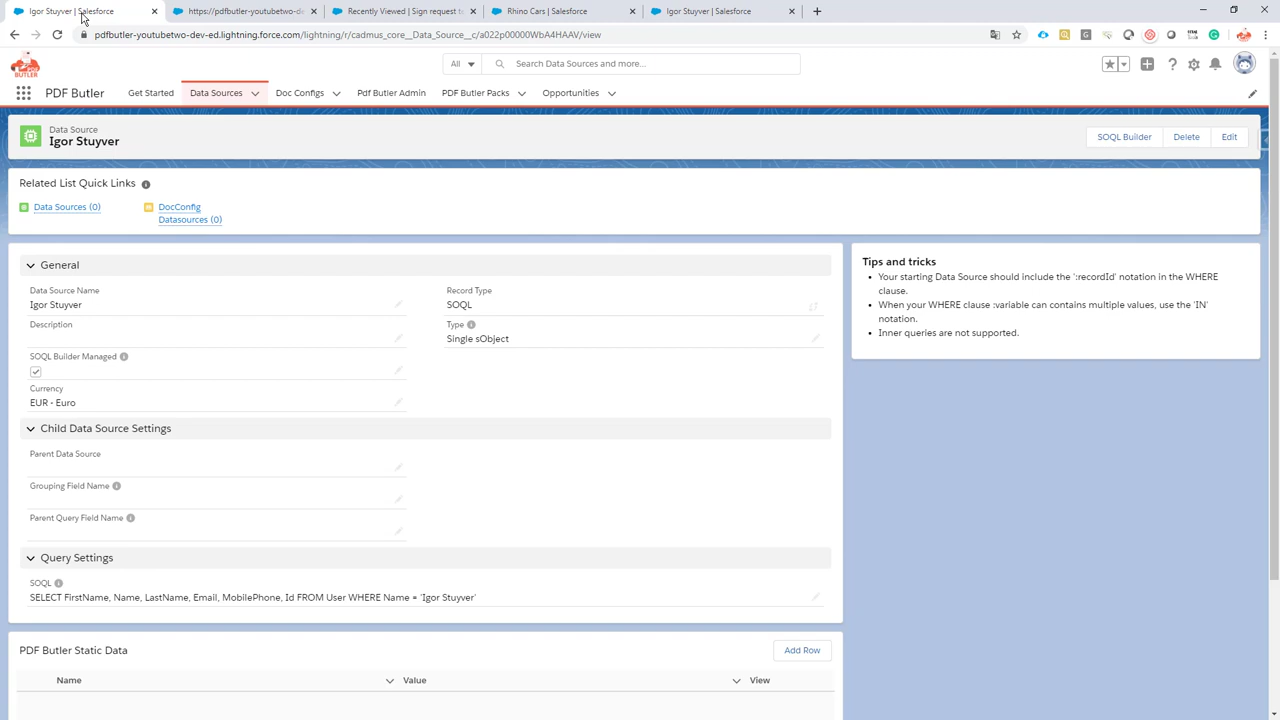 Igor Stuyver | Salesforce
https://pdfbutler-youtubetwo-de
Recently Viewed | Sign request te
Rhino Cars | Salesforce
Igor Stuyver | Salesforce
pdfbutler-youtubetwo-dev-ed.lightning.force.com/lightning/r/cadmus_core__Data_Source__c/a022p00000WbA4HAAV/view
All
Search Data Sources and more...
PDF Butler
Get Started
Data Sources
Doc Configs
Pdf Butler Admin
PDF Butler Packs
Opportunities
Data Source
Igor Stuyver
SOQL Builder
Delete
Edit
Related List Quick Links
Data Sources (0)
DocConfig
Datasources (0)
General
Data Source Name
Igor Stuyver
Record Type
SOQL
Description
Type
Single sObject
SOQL Builder Managed
Currency
EUR - Euro
Child Data Source Settings
Parent Data Source
Grouping Field Name
Parent Query Field Name
Query Settings
SOQL
SELECT FirstName, Name, LastName, Email, MobilePhone, Id FROM User WHERE Name = 'Igor Stuyver'
PDF Butler Static Data
Add Row
Name
Value
View
Tips and tricks
• Your starting Data Source should include the ':recordId' notation in the WHERE
clause.
• When your WHERE clause :variable can contains multiple values, use the 'IN'
notation.
• Inner queries are not supported.